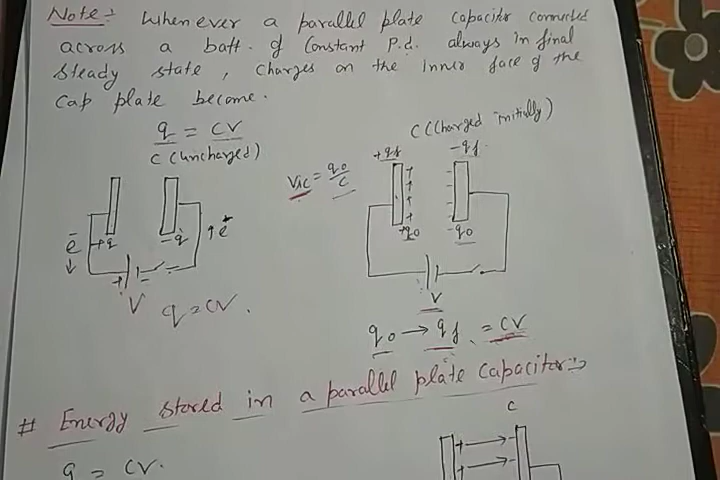 Note:- Whenever a parallel plate capacitor connected
across a batt. of Constant P.d. always in final
steady state, charges on the inner face of the
cap plate become.
q = CV
C (uncharged)
C (Charged initially)
+qf
-qf
Vic = q0/C
+ + + +
- - - -
+q0
-q0
e-
+q
-q
e-
+ -
V
q = CV.
V
q0 → qf = CV
# Energy stored in a parallel plate Capacitor:-
C
q = CV.
+ -
+ -